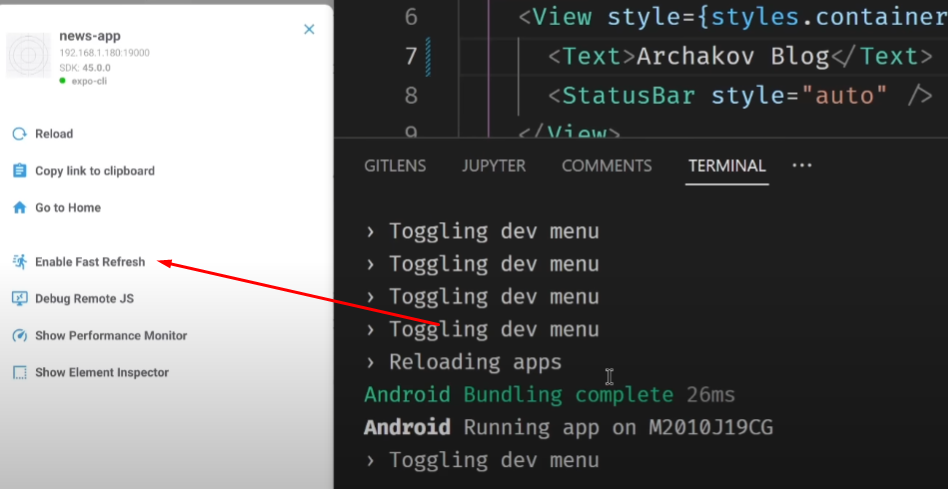 news-app
192.168.1.180:19000
SDK: 45.0.0
expo-cli
Reload
Copy link to clipboard
Go to Home
Enable Fast Refresh
Debug Remote JS
Show Performance Monitor
Show Element Inspector
6 <View style={styles.container
7 <Text>Archakov Blog</Text>
8 <StatusBar style="auto" />
9 </View>
GITLENS JUPYTER COMMENTS TERMINAL ...
› Toggling dev menu
› Toggling dev menu
› Toggling dev menu
› Toggling dev menu
› Reloading apps
Android Bundling complete 26ms
Android Running app on M2010J19CG
› Toggling dev menu